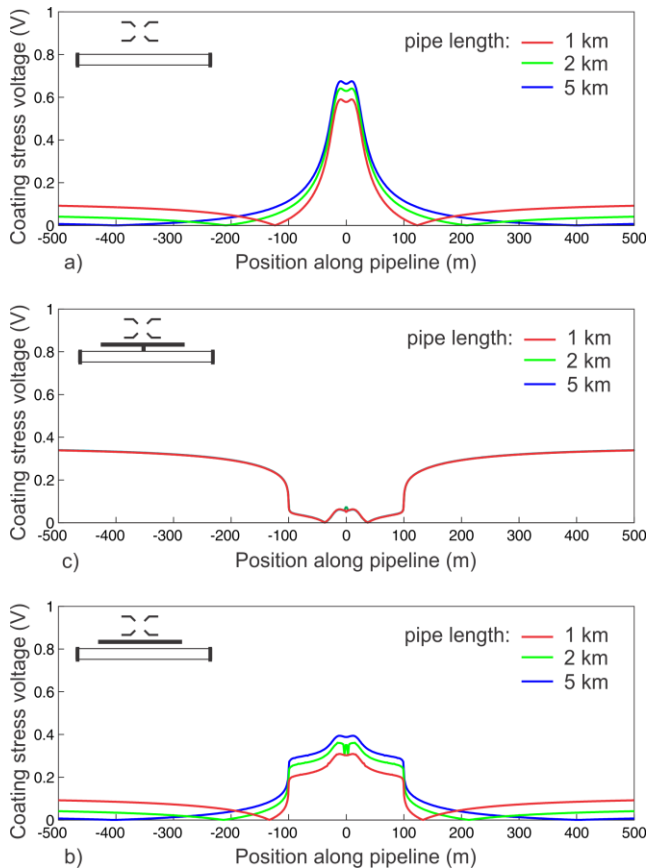 Coating stress voltage (V)
1
0.8
0.6
0.4
0.2
0
pipe length:
1 km
2 km
5 km
-500 -400 -300 -200 -100 0 100 200 300 400 500
a)
Position along pipeline (m)
Coating stress voltage (V)
1
0.8
0.6
0.4
0.2
0
pipe length:
1 km
2 km
5 km
-500 -400 -300 -200 -100 0 100 200 300 400 500
c)
Position along pipeline (m)
Coating stress voltage (V)
1
0.8
0.6
0.4
0.2
0
pipe length:
1 km
2 km
5 km
-500 -400 -300 -200 -100 0 100 200 300 400 500
b)
Position along pipeline (m)